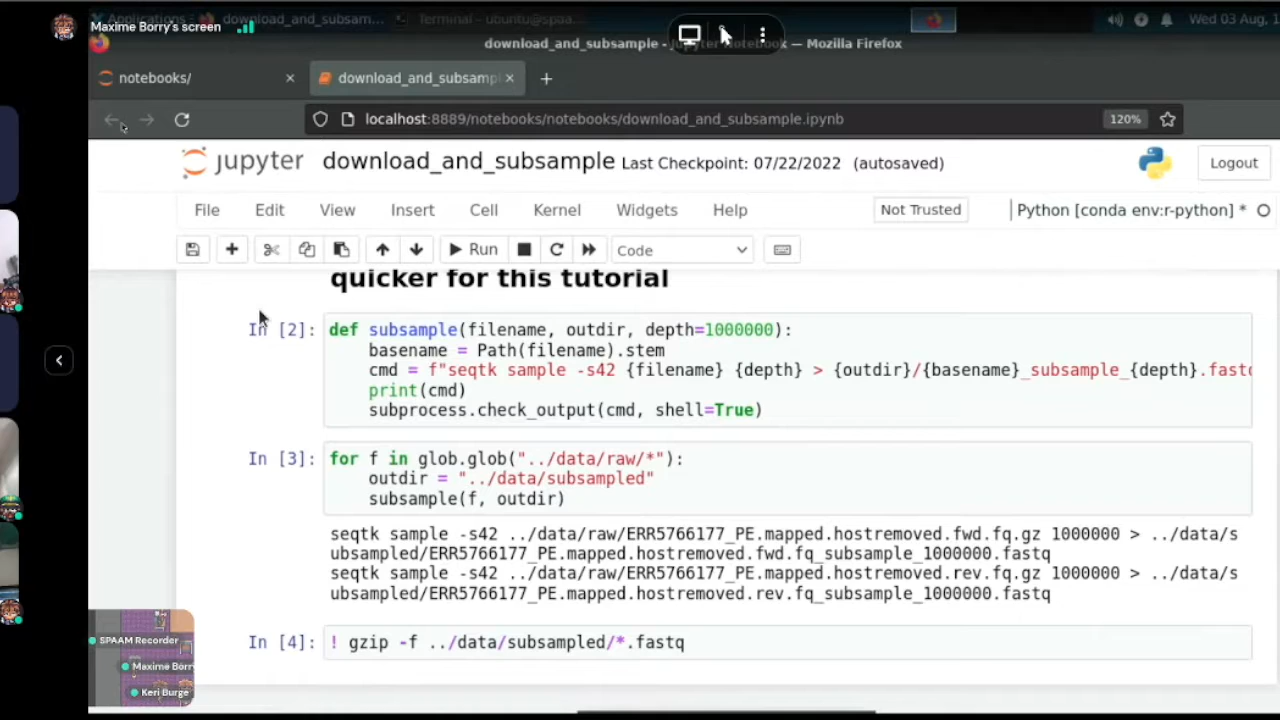 Applications
download_and_subsam...
Terminal - ubuntu@spaa...
Wed 03 Aug, 1
Maxime Borry's screen
download_and_subsample - Jupyter Notebook — Mozilla Firefox
notebooks/
download_and_subsampl
localhost:8889/notebooks/notebooks/download_and_subsample.ipynb
120%
jupyter download_and_subsample Last Checkpoint: 07/22/2022 (autosaved)
Logout
File Edit View Insert Cell Kernel Widgets Help
Not Trusted
Python [conda env:r-python] *
Run
Code
quicker for this tutorial
In [2]: def subsample(filename, outdir, depth=1000000):
basename = Path(filename).stem
cmd = f"seqtk sample -s42 {filename} {depth} > {outdir}/{basename}_subsample_{depth}.fastq
print(cmd)
subprocess.check_output(cmd, shell=True)
In [3]: for f in glob.glob("../data/raw/*"):
outdir = "../data/subsampled"
subsample(f, outdir)
seqtk sample -s42 ../data/raw/ERR5766177_PE.mapped.hostremoved.fwd.fq.gz 1000000 > ../data/s
ubsampled/ERR5766177_PE.mapped.hostremoved.fwd.fq_subsample_1000000.fastq
seqtk sample -s42 ../data/raw/ERR5766177_PE.mapped.hostremoved.rev.fq.gz 1000000 > ../data/s
ubsampled/ERR5766177_PE.mapped.hostremoved.rev.fq_subsample_1000000.fastq
In [4]: ! gzip -f ../data/subsampled/*.fastq
SPAAM Recorder
Maxime Borry
Keri Burge